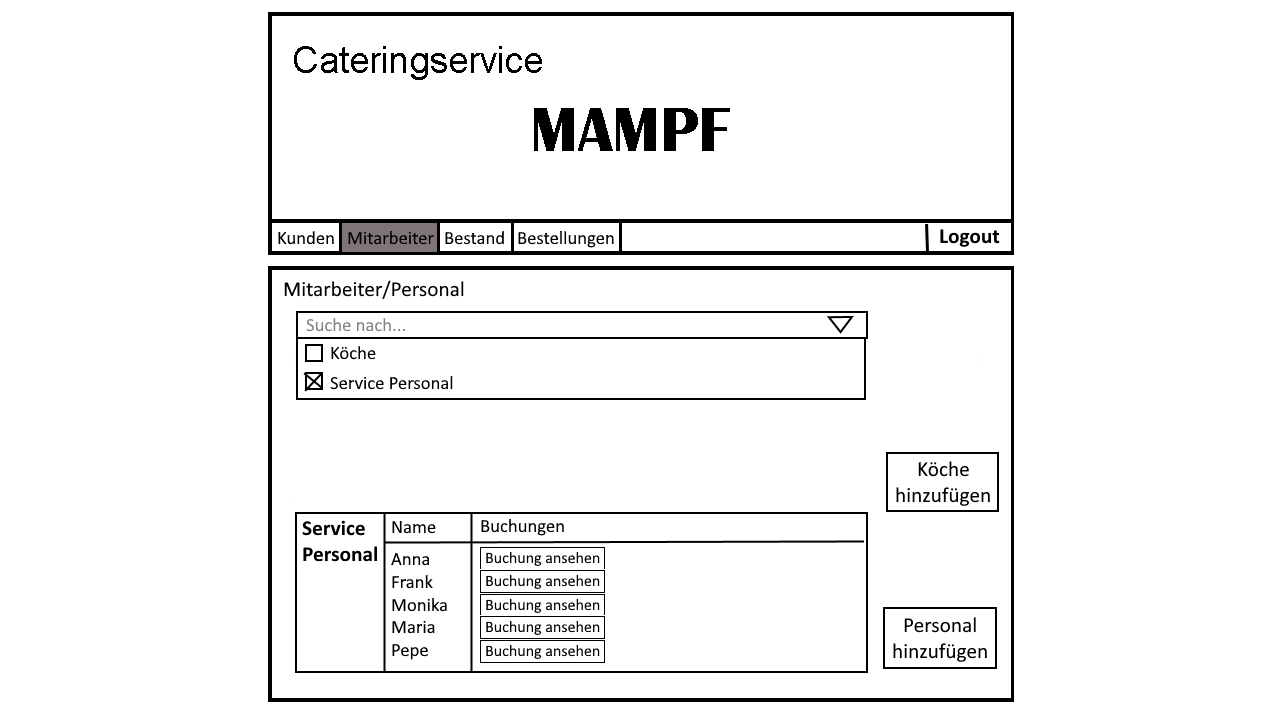 Cateringservice
MAMPF
Kunden Mitarbeiter Bestand Bestellungen Logout
Mitarbeiter/Personal
Suche nach...
Köche
Service Personal
Köche
hinzufügen
Service Personal Name Buchungen
Anna Buchung ansehen
Frank Buchung ansehen
Monika Buchung ansehen
Maria Buchung ansehen
Pepe Buchung ansehen
Personal
hinzufügen